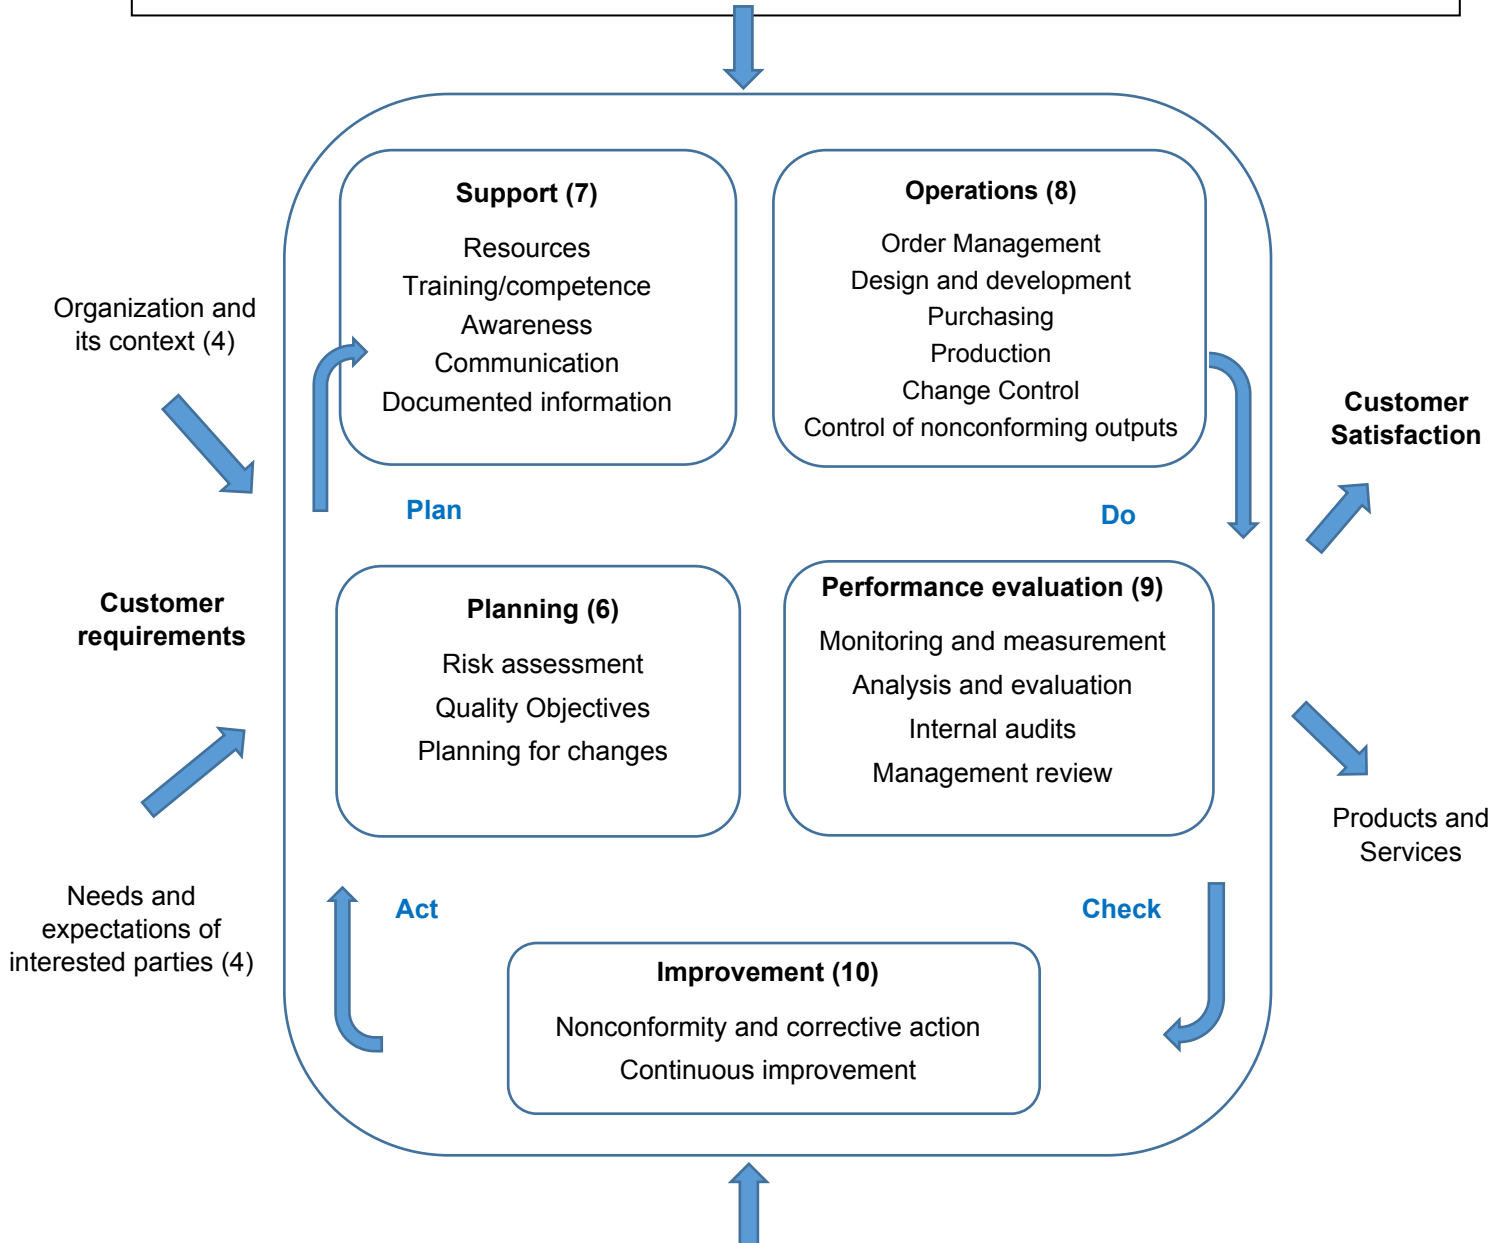 Support (7)
Resources
Training/competence
Awareness
Communication
Documented information
Operations (8)
Order Management
Design and development
Purchasing
Production
Change Control
Control of nonconforming outputs
Organization and
its context (4)
Customer
Satisfaction
Plan
Do
Customer
requirements
Planning (6)
Risk assessment
Quality Objectives
Planning for changes
Performance evaluation (9)
Monitoring and measurement
Analysis and evaluation
Internal audits
Management review
Products and
Services
Needs and
expectations of
interested parties (4)
Act
Check
Improvement (10)
Nonconformity and corrective action
Continuous improvement